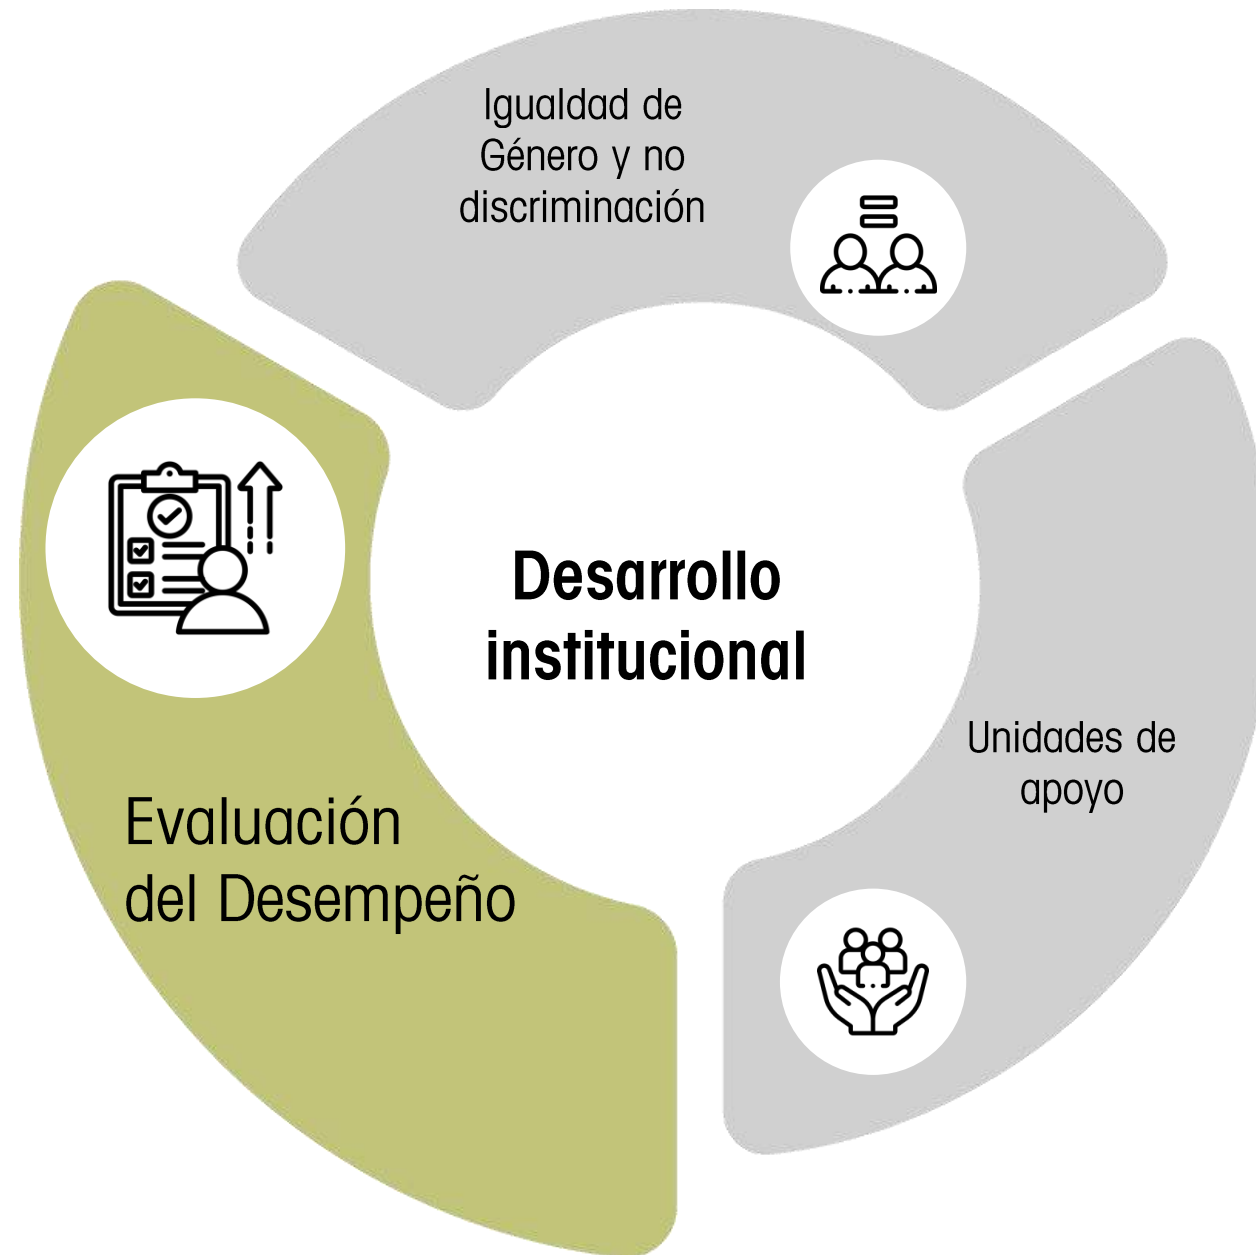 Igualdad de
Género y no
discriminación
Desarrollo
institucional
Unidades de
apoyo
Evaluación
del Desempeño